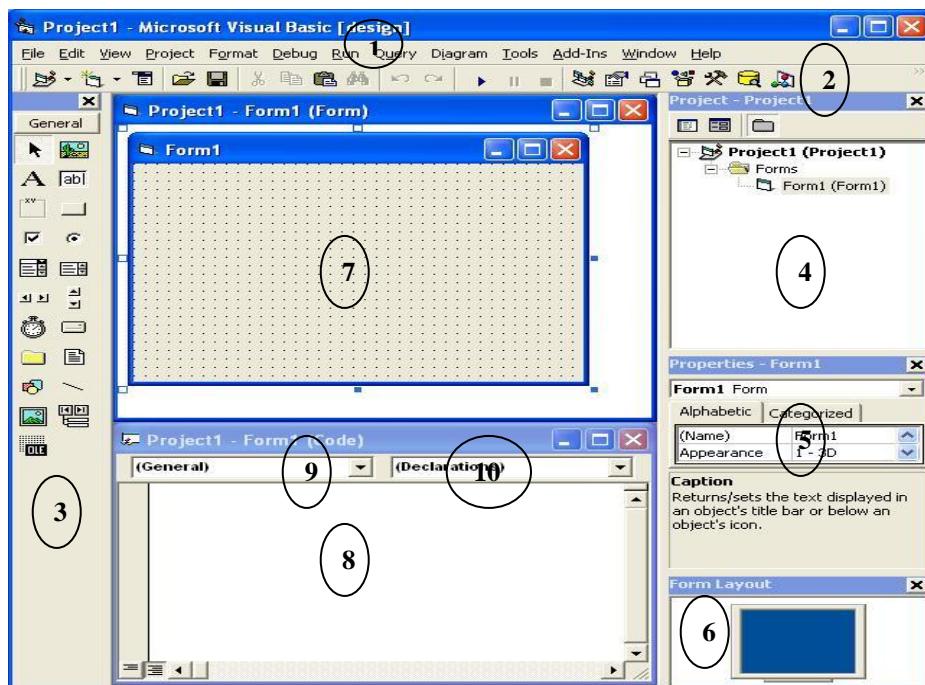 Project1 - Microsoft Visual Basic [design]
File Edit View Project Format Debug Run Query Diagram Tools Add-Ins Window Help
1
2
General
A
ab|
xv
OLE
3
Project1 - Form1 (Form)
Form1
7
Project - Project1
Project1 (Project1)
Forms
Form1 (Form1)
4
Properties - Form1
Form1 Form
Alphabetic Categorized
(Name) Form1
Appearance 1 - 3D
5
Caption
Returns/sets the text displayed in
an object's title bar or below an
object's icon.
Project1 - Form1 (Code)
(General) (Declarations)
9 10
8
Form Layout
6